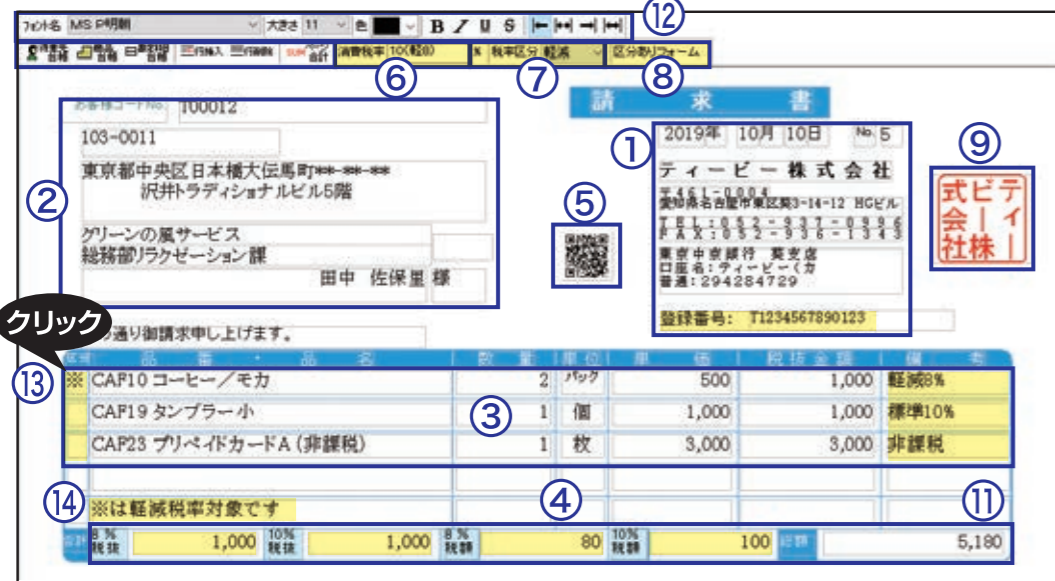 フォント名 MS P明朝 大きさ 11 色 B I U S ⑫
行挿入 行削除 SUM 合計 消費税率 10(軽8) % 税率区分 軽減 区分数リフォーム
⑥ ⑦ ⑧
請求書
お客様コードNo. T00012
103-0011
東京都中央区日本橋大伝馬町**-**-**
沢井トラディショナルビル5階
②
グリーンの風サービス
総務部リラクゼーション課
田中 佐保里 様
⑤
①
2019年 10月 10日 No. 5
ティービー株式会社
〒461-0004
愛知県名古屋市東区葵3-14-12 HGビル
TEL:052-937-0996
FAX:052-936-1343
東京中京銀行 葵支店
口座名:ティービー(カ
普通:294284729
登録番号: T1234567890123
⑨
ティー
ビー株
式会社
クリック
通り御請求申し上げます。
区分 品番・品名 数量 単位 単価 税抜金額 備考
⑬
※ CAF10 コーヒー/モカ 2 パック 500 1,000 軽減8%
CAF19 タンブラー小 ③ 1 個 1,000 1,000 標準10%
CAF23 プリペイドカードA(非課税) 1 枚 3,000 3,000 非課税
⑭ ※は軽減税率対象です ④ ⑪
合計 8%税抜 1,000 10%税抜 1,000 8%税額 80 10%税額 100 総額 5,180